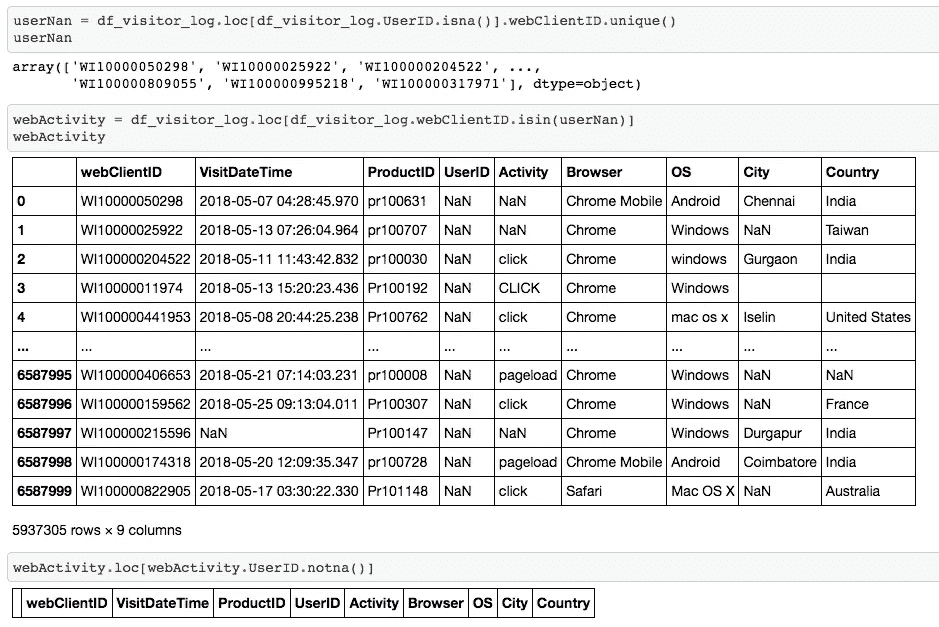 userNan = df_visitor_log.loc[df_visitor_log.UserID.isna()].webClientID.unique()
userNan
array(['WI10000050298', 'WI10000025922', 'WI100000204522', ...,
'WI100000809055', 'WI100000995218', 'WI100000317971'], dtype=object)
webActivity = df_visitor_log.loc[df_visitor_log.webClientID.isin(userNan)]
webActivity
webClientID VisitDateTime ProductID UserID Activity Browser OS City Country
0 WI10000050298 2018-05-07 04:28:45.970 pr100631 NaN NaN Chrome Mobile Android Chennai India
1 WI10000025922 2018-05-13 07:26:04.964 pr100707 NaN NaN Chrome Windows NaN Taiwan
2 WI100000204522 2018-05-11 11:43:42.832 pr100030 NaN click Chrome windows Gurgaon India
3 WI10000011974 2018-05-13 15:20:23.436 Pr100192 NaN CLICK Chrome Windows
4 WI100000441953 2018-05-08 20:44:25.238 Pr100762 NaN click Chrome mac os x Iselin United States
... ... ... ... ... ... ... ... ... ...
6587995 WI100000406653 2018-05-21 07:14:03.231 pr100008 NaN pageload Chrome Windows NaN NaN
6587996 WI100000159562 2018-05-25 09:13:04.011 Pr100307 NaN click Chrome Windows NaN France
6587997 WI100000215596 NaN Pr100147 NaN NaN Chrome Windows Durgapur India
6587998 WI100000174318 2018-05-20 12:09:35.347 pr100728 NaN pageload Chrome Mobile Android Coimbatore India
6587999 WI100000822905 2018-05-17 03:30:22.330 Pr101148 NaN click Safari Mac OS X NaN Australia
5937305 rows × 9 columns
webActivity.loc[webActivity.UserID.notna()]
webClientID VisitDateTime ProductID UserID Activity Browser OS City Country